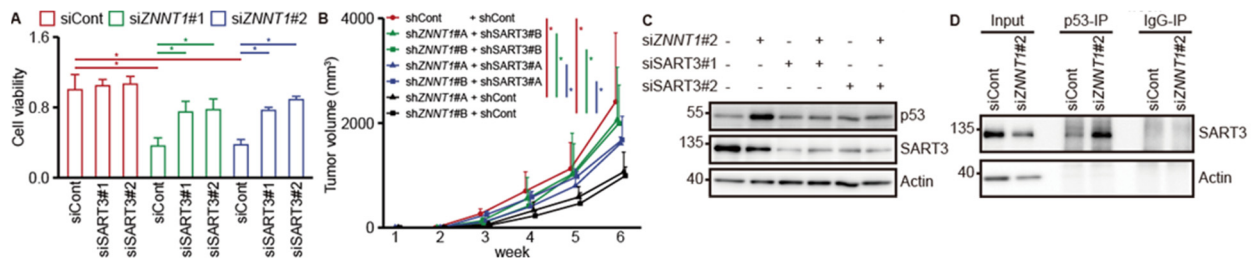 A
siCont
siZNNT1#1
siZNNT1#2
Cell viability
1.6
0.8
0.0
*
*
*
*
*
*
siCont
siSART3#1
siSART3#2
siCont
siSART3#1
siSART3#2
siCont
siSART3#1
siSART3#2
B
Tumor volume (mm³)
4000
2000
0
shCont + shCont
shZNNT1#A + shSART3#B
shZNNT1#B + shSART3#B
shZNNT1#A + shSART3#A
shZNNT1#B + shSART3#A
shZNNT1#A + shCont
shZNNT1#B + shCont
*
*
*
*
*
*
1 2 3 4 5 6
week
C
siZNNT1#2 - + - + - +
siSART3#1 - - + + - -
siSART3#2 - - - - + +
55 p53
135 SART3
40 Actin
D
Input p53-IP IgG-IP
siCont
siZNNT1#2
siCont
siZNNT1#2
siCont
siZNNT1#2
135 SART3
40 Actin